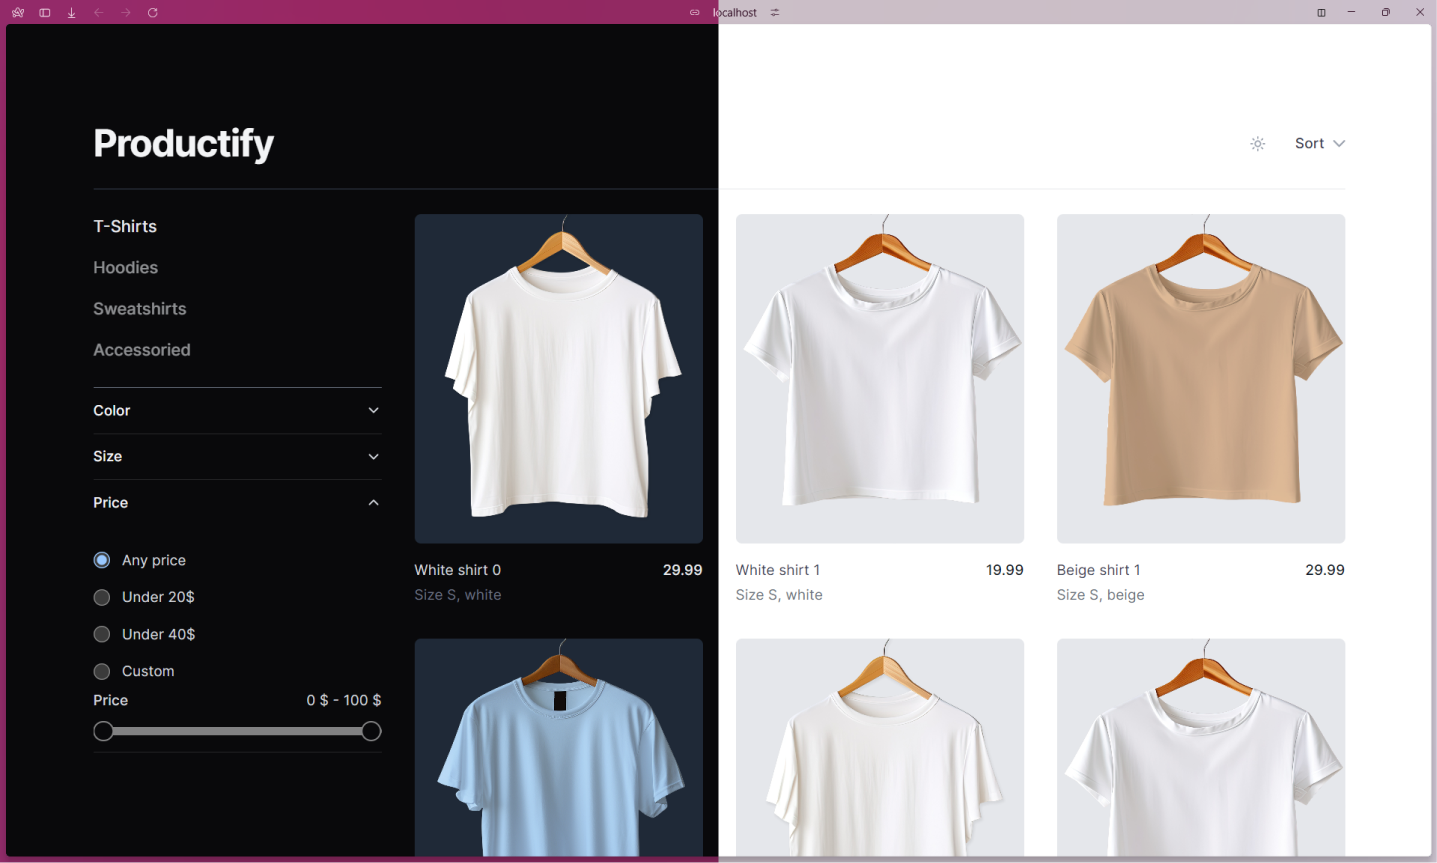 localhost
Productify
Sort
T-Shirts
Hoodies
Sweatshirts
Accessoried
Color
Size
Price
Any price
Under 20$
Under 40$
Custom
Price 0 $ - 100 $
White shirt 0 29.99
Size S, white
White shirt 1 19.99
Size S, white
Beige shirt 1 29.99
Size S, beige